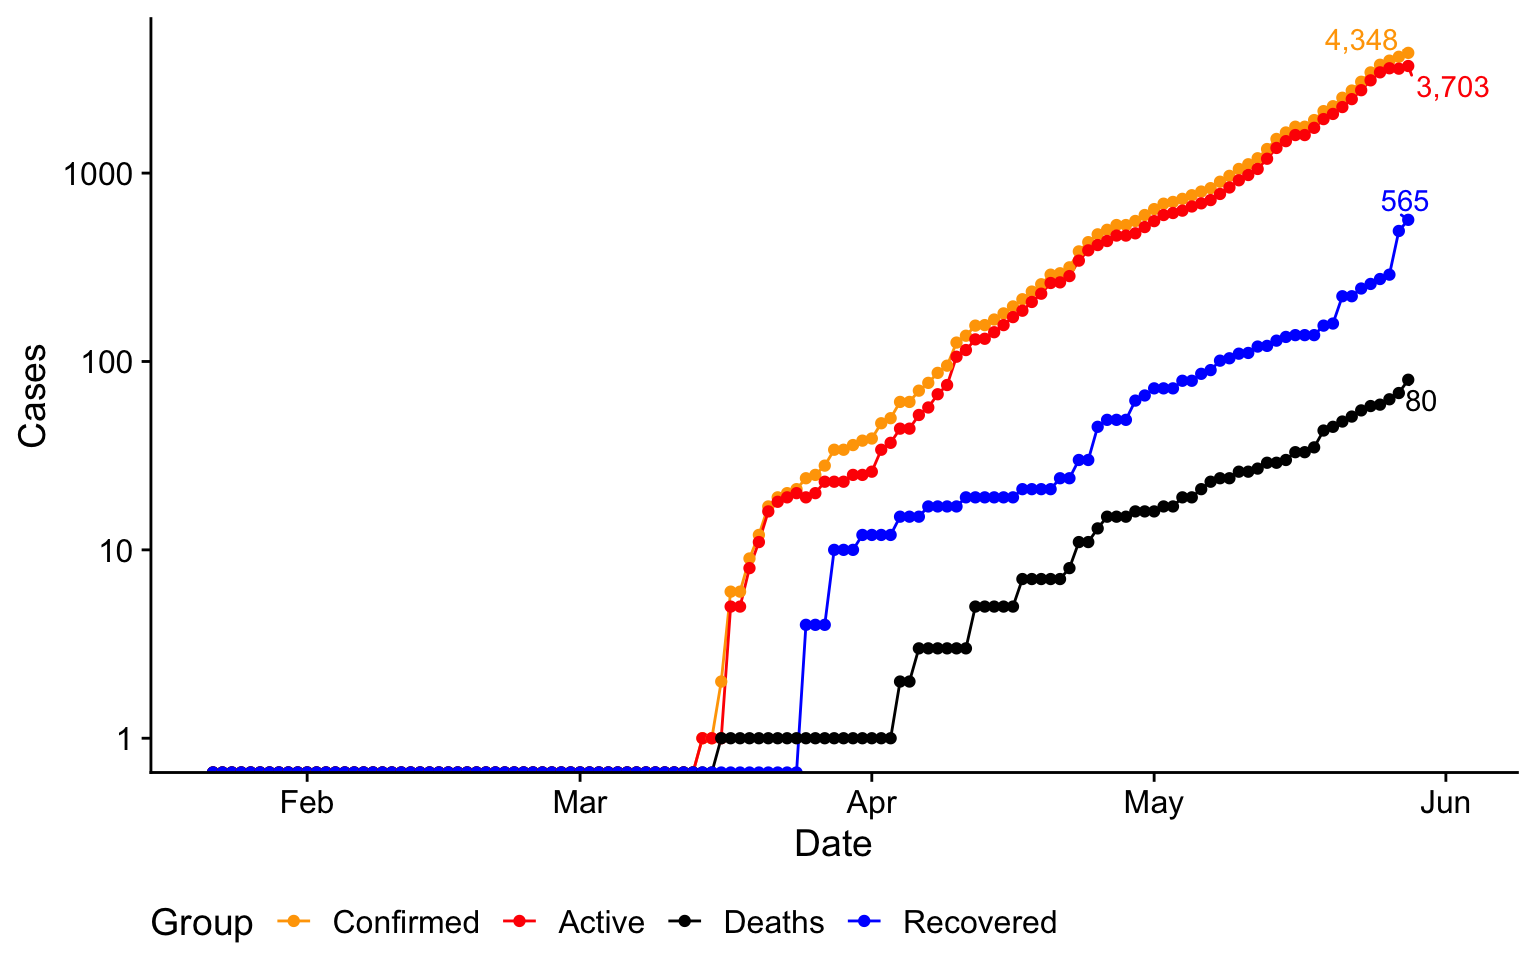 4,348
3,703
565
80
1000
100
10
1
Cases
Feb Mar Apr May Jun
Date
Group Confirmed Active Deaths Recovered